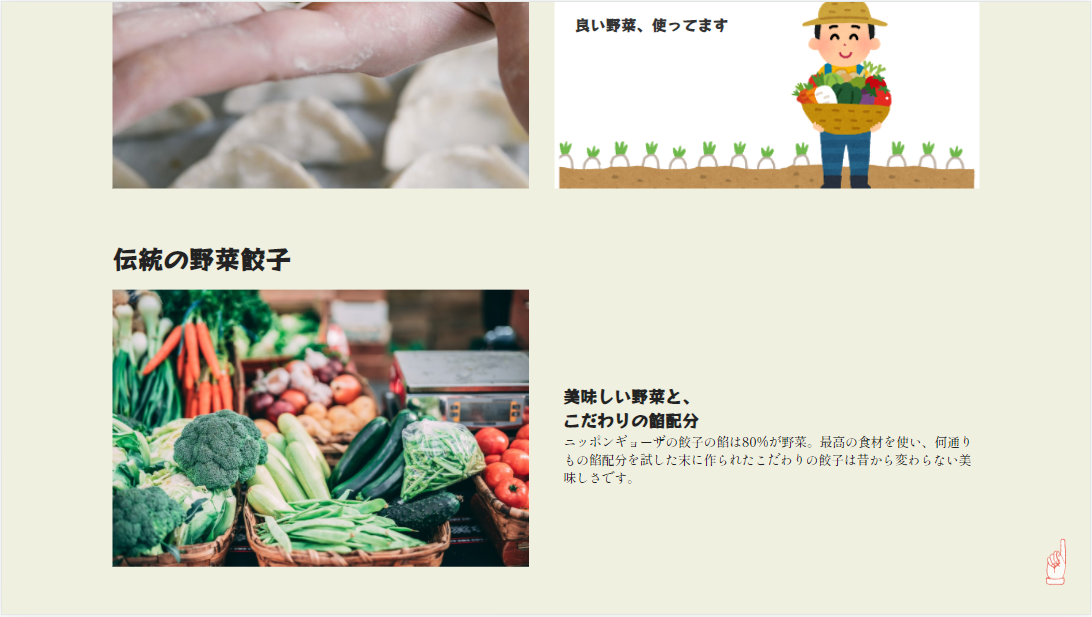 良い野菜、使ってます
伝統の野菜餃子
美味しい野菜と、
こだわりの餡配分
ニッポンギョーザの餃子の餡は80%が野菜。最高の食材を使い、何通り
もの餡配分を試した末に作られたこだわりの餃子は昔から変わらない美
味しさです。